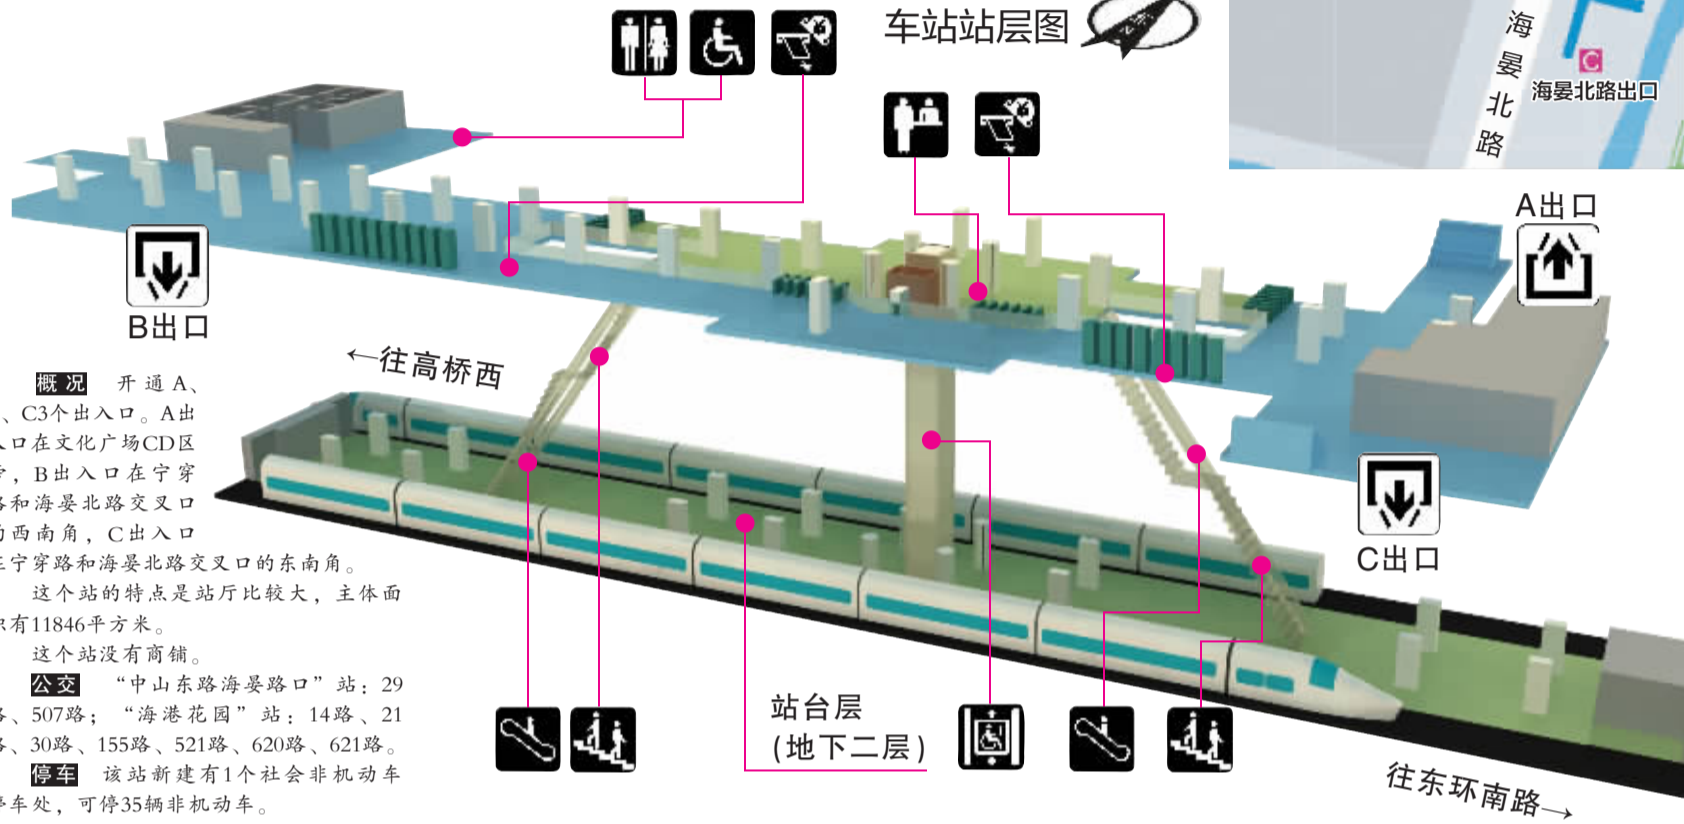 车站站层图
海晏北路
C
海晏北路出口
A出口
B出口
C出口
←往高桥西
往东环南路→
站台层
(地下二层)
概况 开通A、
、C3个出入口。A出
入口在文化广场CD区
,B出入口在宁穿
路和海晏北路交叉口
的西南角,C出入口
在宁穿路和海晏北路交叉口的东南角。
这个站的特点是站厅比较大,主体面
积有11846平方米。
这个站没有商铺。
公交 “中山东路海晏路口”站:29
路、507路;“海港花园”站:14路、21
路、30路、155路、521路、620路、621路。
停车 该站新建有1个社会非机动车
停车处,可停35辆非机动车。